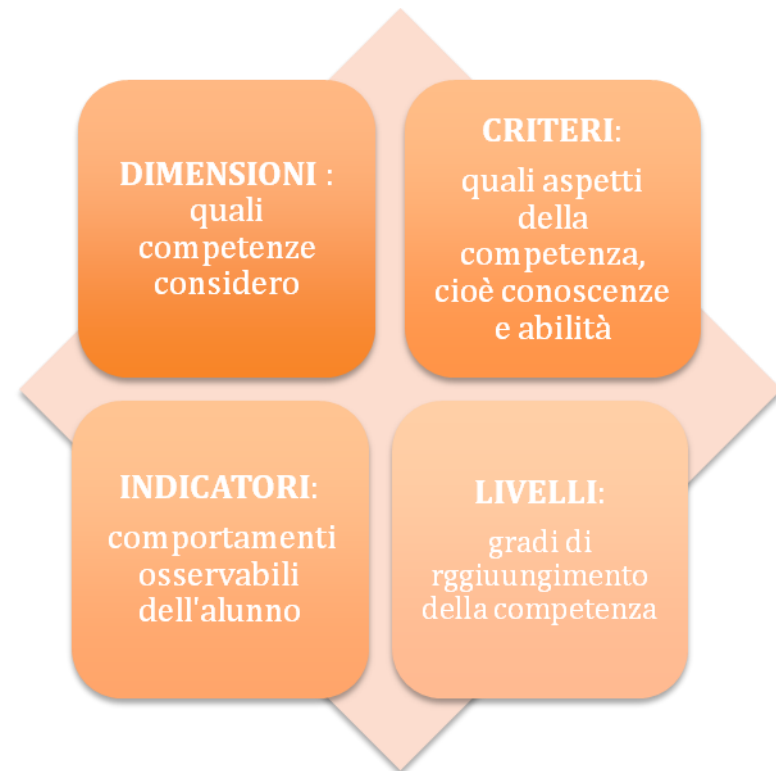 DIMENSIONI :
quali
competenze
considero
CRITERI:
quali aspetti
della
competenza,
cioè conoscenze
e abilità
INDICATORI:
comportamenti
osservabili
dell'alunno
LIVELLI:
gradi di
rggiuungimento
della competenza